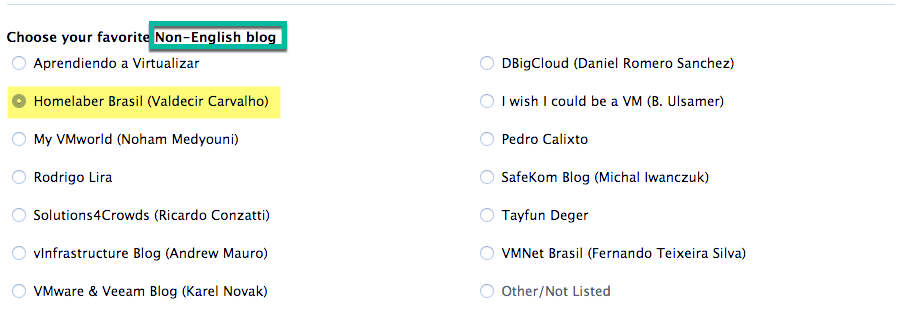 Choose your favorite Non-English blog
Aprendiendo a Virtualizar
DBigCloud (Daniel Romero Sanchez)
Homelaber Brasil (Valdecir Carvalho)
I wish I could be a VM (B. Ulsamer)
My VMworld (Noham Medyouni)
Pedro Calixto
Rodrigo Lira
SafeKom Blog (Michal Iwanczuk)
Solutions4Crowds (Ricardo Conzatti)
Tayfun Deger
vInfrastructure Blog (Andrew Mauro)
VMNet Brasil (Fernando Teixeira Silva)
VMware & Veeam Blog (Karel Novak)
Other/Not Listed